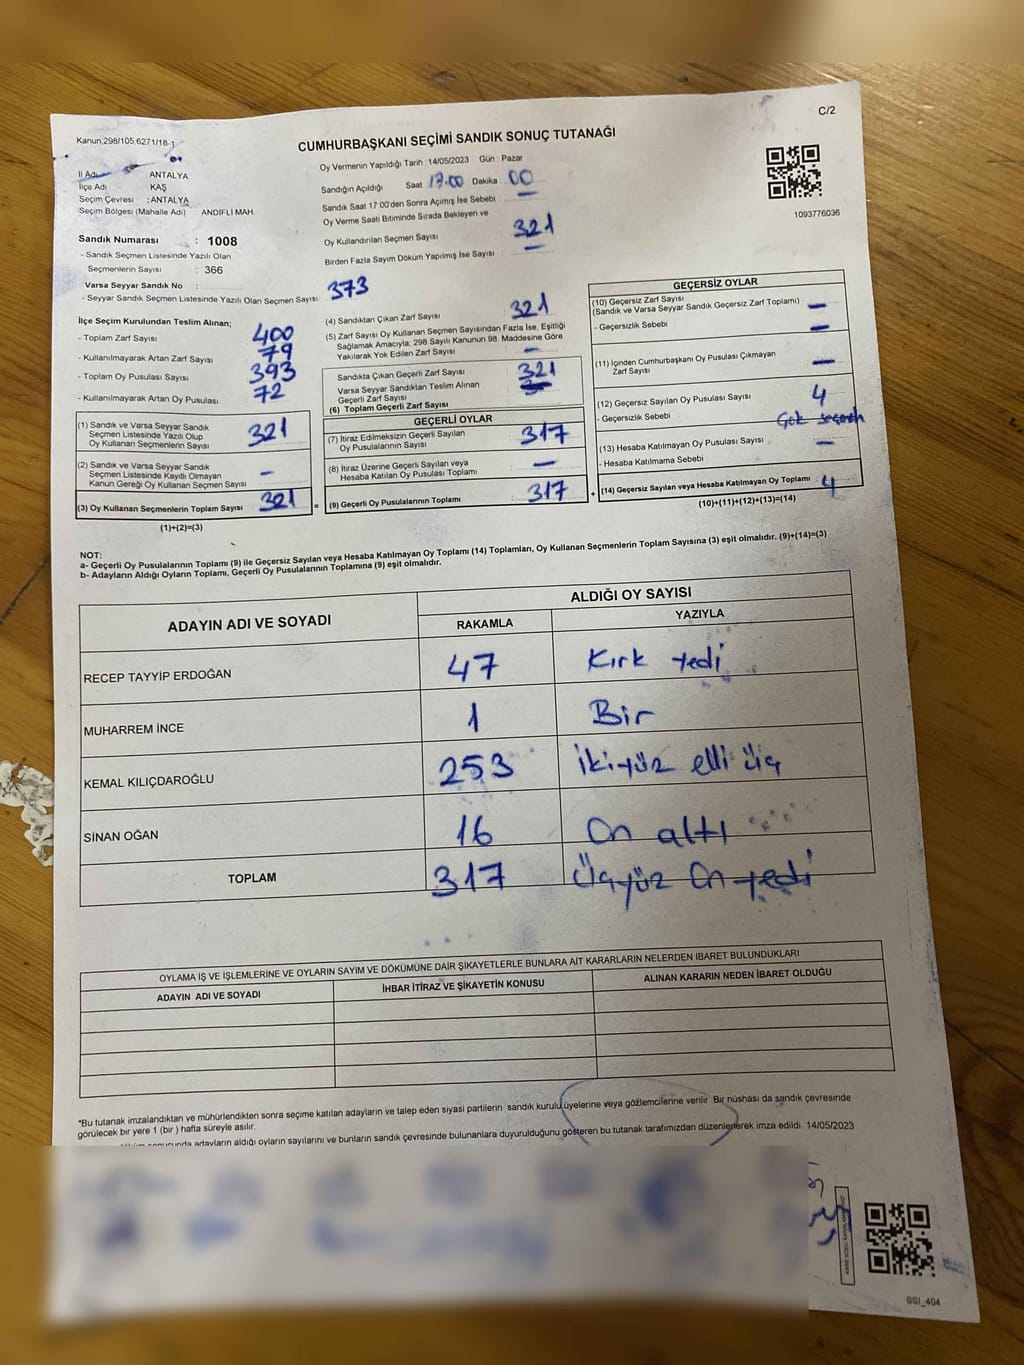 C/2
Kanun,298/105.6271/18-1
CUMHURBAŞKANI SEÇİMİ SANDIK SONUÇ TUTANAĞI
İl Adı ANTALYA
İlçe Adı KAŞ
Seçim Çevresi : ANTALYA
Seçim Bölgesi (Mahalle Adı) ANDİFLİ MAH
Oy Vermenin Yapıldığı Tarih 14/05/2023 Gün : Pazar
Sandığın Açıldığı Saat 17.00 Dakika : 00
Sandık Saat 17 00'den Sonra Açımış İse Sebebi —
Oy Verme Saati Bitiminde Sırada Bekleyen ve
Oy Kullandırılan Seçmen Sayısı 321
Birden Fazla Sayım Döküm Yapılmış İse Sayısı : —
1093776036
Sandık Numarası : 1008
- Sandık Seçmen Listesinde Yazılı Olan
Seçmenlerin Sayısı : 366
Varsa Seyyar Sandık No :
- Seyyar Sandık Seçmen Listesinde Yazılı Olan Seçmen Sayısı 373
İlçe Seçim Kurulundan Teslim Alınan;
- Toplam Zarf Sayısı 400
- Kullanılmayarak Artan Zarf Sayısı 79
- Toplam Oy Pusulası Sayısı 393
- Kullanılmayarak Artan Oy Pusulası 72
(1) Sandık ve Varsa Seyyar Sandık
Seçmen Listesinde Yazılı Olup
Oy Kullanan Seçmenlerin Sayısı 321
(2) Sandık ve Varsa Seyyar Sandık
Seçmen Listesinde Kayıtlı Olmayan
Kanun Gereği Oy Kullanan Seçmen Sayısı —
(3) Oy Kullanan Seçmenlerin Toplam Sayısı 321
(1)+(2)=(3)
(4) Sandıktan Çıkan Zarf Sayısı 321
(5) Zarf Sayısı Oy Kullanan Seçmen Sayısından Fazla İse, Eşitliği
Sağlamak Amacıyla, 298 Sayılı Kanunun 98. Maddesine Göre
Yakılarak Yok Edilen Zarf Sayısı —
Sandıkta Çıkan Geçerli Zarf Sayısı 321
Varsa Seyyar Sandıktan Teslim Alınan
Geçerli Zarf Sayısı
(6) Toplam Geçerli Zarf Sayısı
GEÇERLİ OYLAR
(7) İtiraz Edilmeksizin Geçerli Sayılan
Oy Pusulalarının Sayısı 317
(8) İtiraz Üzerine Geçerli Sayılan veya
Hesaba Katılan Oy Pusulası Toplamı —
= (9) Geçerli Oy Pusulalarının Toplamı 317 +
GEÇERSİZ OYLAR
(10) Geçersiz Zarf Sayısı
(Sandık ve Varsa Seyyar Sandık Geçersiz Zarf Toplamı) —
- Geçersizlik Sebebi : —
(11) İçinden Cumhurbaşkanı Oy Pusulası Çıkmayan
Zarf Sayısı —
(12) Geçersiz Sayılan Oy Pusulası Sayısı 4
- Geçersizlik Sebebi : Çok
(13) Hesaba Katılmayan Oy Pusulası Sayısı —
- Hesaba Katılmama Sebebi :
(14) Geçersiz Sayılan veya Hesaba Katılmayan Oy Toplamı 4
(10)+(11)+(12)+(13)=(14)
NOT:
a- Geçerli Oy Pusulalarının Toplamı (9) ile Geçersiz Sayılan veya Hesaba Katılmayan Oy Toplamı (14) Toplamları, Oy Kullanan Seçmenlerin Toplam Sayısına (3) eşit olmalıdır. (9)+(14)=(3)
b- Adayların Aldığı Oyların Toplamı, Geçerli Oy Pusulalarının Toplamına (9) eşit olmalıdır.
ADAYIN ADI VE SOYADI
ALDIĞI OY SAYISI
RAKAMLA YAZIYLA
RECEP TAYYİP ERDOĞAN 47 Kırk yedi
MUHARREM İNCE 1 Bir
KEMAL KILIÇDAROĞLU 253 ikiyüz elli üç
SİNAN OĞAN 16 On altı
TOPLAM 317 Üçyüz On yedi
OYLAMA İŞ VE İŞLEMLERİNE VE OYLARIN SAYIM VE DÖKÜMÜNE DAİR ŞİKAYETLERLE BUNLARA AİT KARARLARIN NELERDEN İBARET BULUNDUKLARI
ADAYIN ADI VE SOYADI İHBAR İTİRAZ VE ŞİKAYETİN KONUSU ALINAN KARARIN NEDEN İBARET OLDUĞU
*Bu tutanak imzalandıktan ve mühürlendikten sonra seçime katılan adayların ve talep eden siyasi partilerin sandık kurulu üyelerine veya gözlemcilerine verilir. Bir nüshası da sandık çevresinde
görülecek bir yere 1 (bir ) hafta süreyle asılır.
adayların aldığı oyların sayılarını ve bunların sandık çevresinde bulunanlara duyurulduğunu gösteren bu tutanak tarafımızdan düzenlenerek imza edildi. 14/05/2023
SSI_404